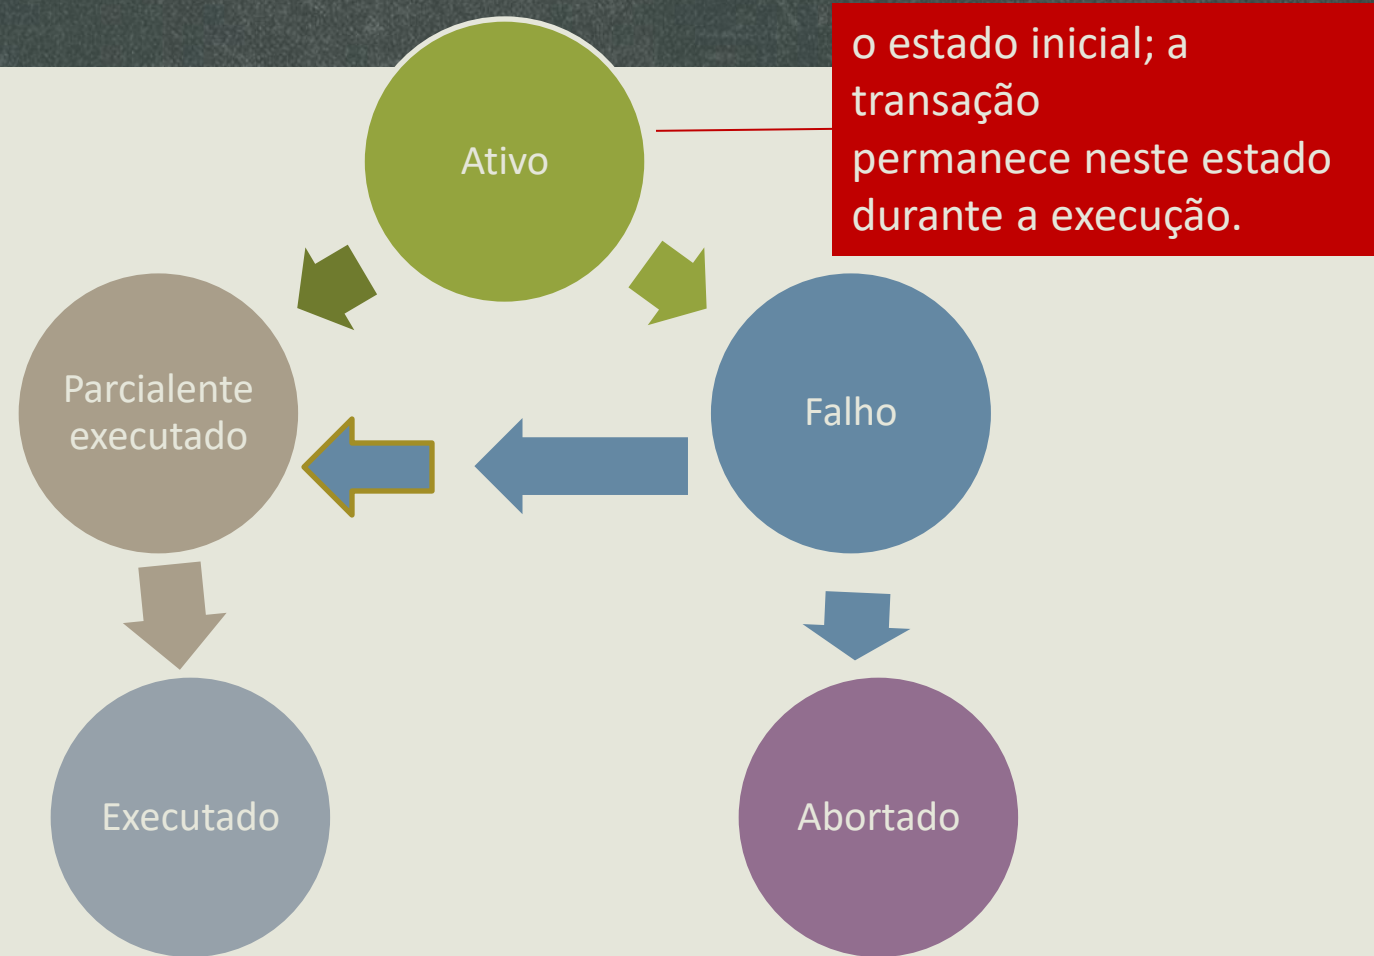 o estado inicial; a
transação
permanece neste estado
durante a execução.
Ativo
Parcialente
executado
Falho
Executado
Abortado